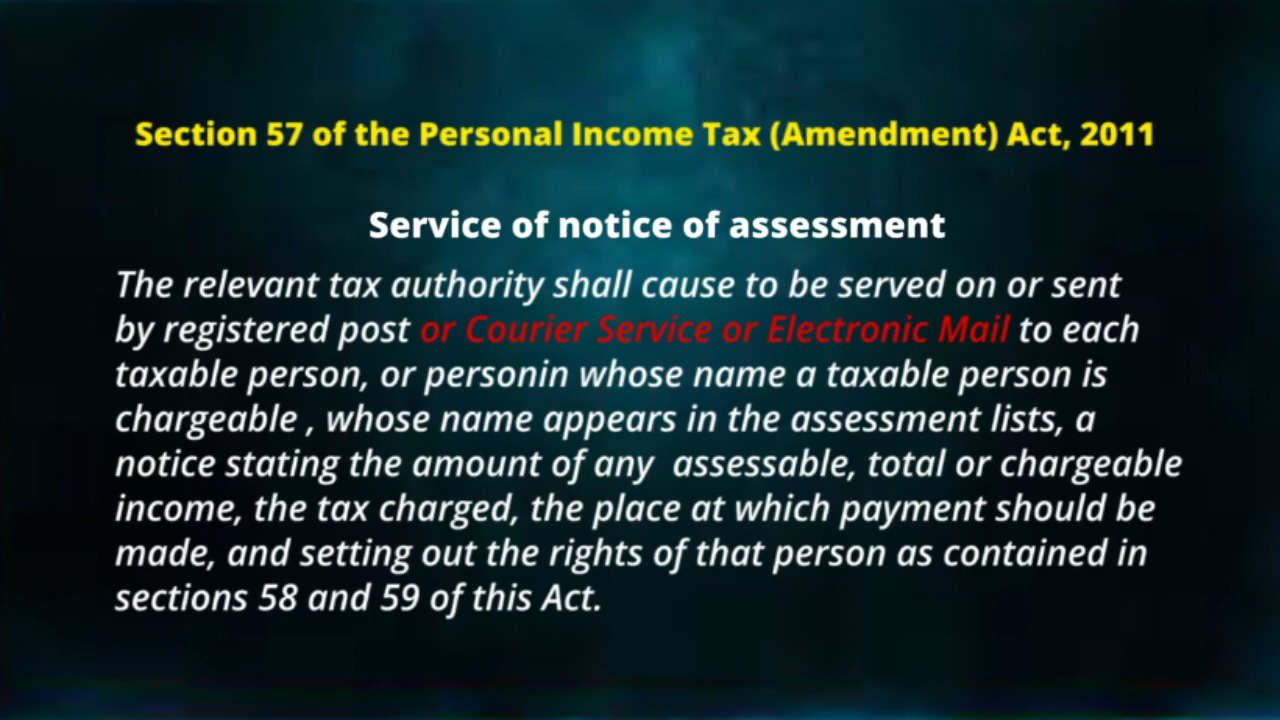 Section 57 of the Personal Income Tax (Amendment) Act, 2011
Service of notice of assessment
The relevant tax authority shall cause to be served on or sent
by registered post or Courier Service or Electronic Mail to each
taxable person, or personin whose name a taxable person is
chargeable , whose name appears in the assessment lists, a
notice stating the amount of any  assessable, total or chargeable
income, the tax charged, the place at which payment should be
made, and setting out the rights of that person as contained in
sections 58 and 59 of this Act.